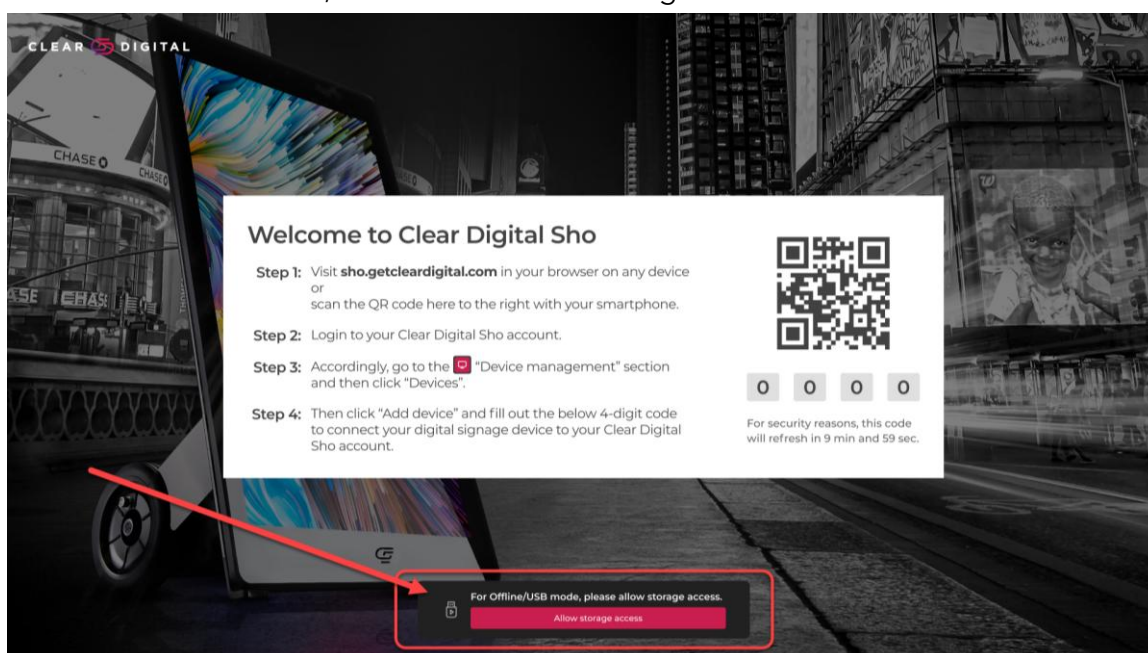 CLEAR DIGITAL
CHASE
CHASE
ASE CHASE
Welcome to Clear Digital Sho
Step 1: Visit sho.getcleardigital.com in your browser on any device
or
scan the QR code here to the right with your smartphone.
Step 2: Login to your Clear Digital Sho account.
Step 3: Accordingly, go to the "Device management" section
and then click "Devices".
Step 4: Then click "Add device" and fill out the below 4-digit code
to connect your digital signage device to your Clear Digital
Sho account.
0 0 0 0
For security reasons, this code
will refresh in 9 min and 59 sec.
For Offline/USB mode, please allow storage access.
Allow storage access